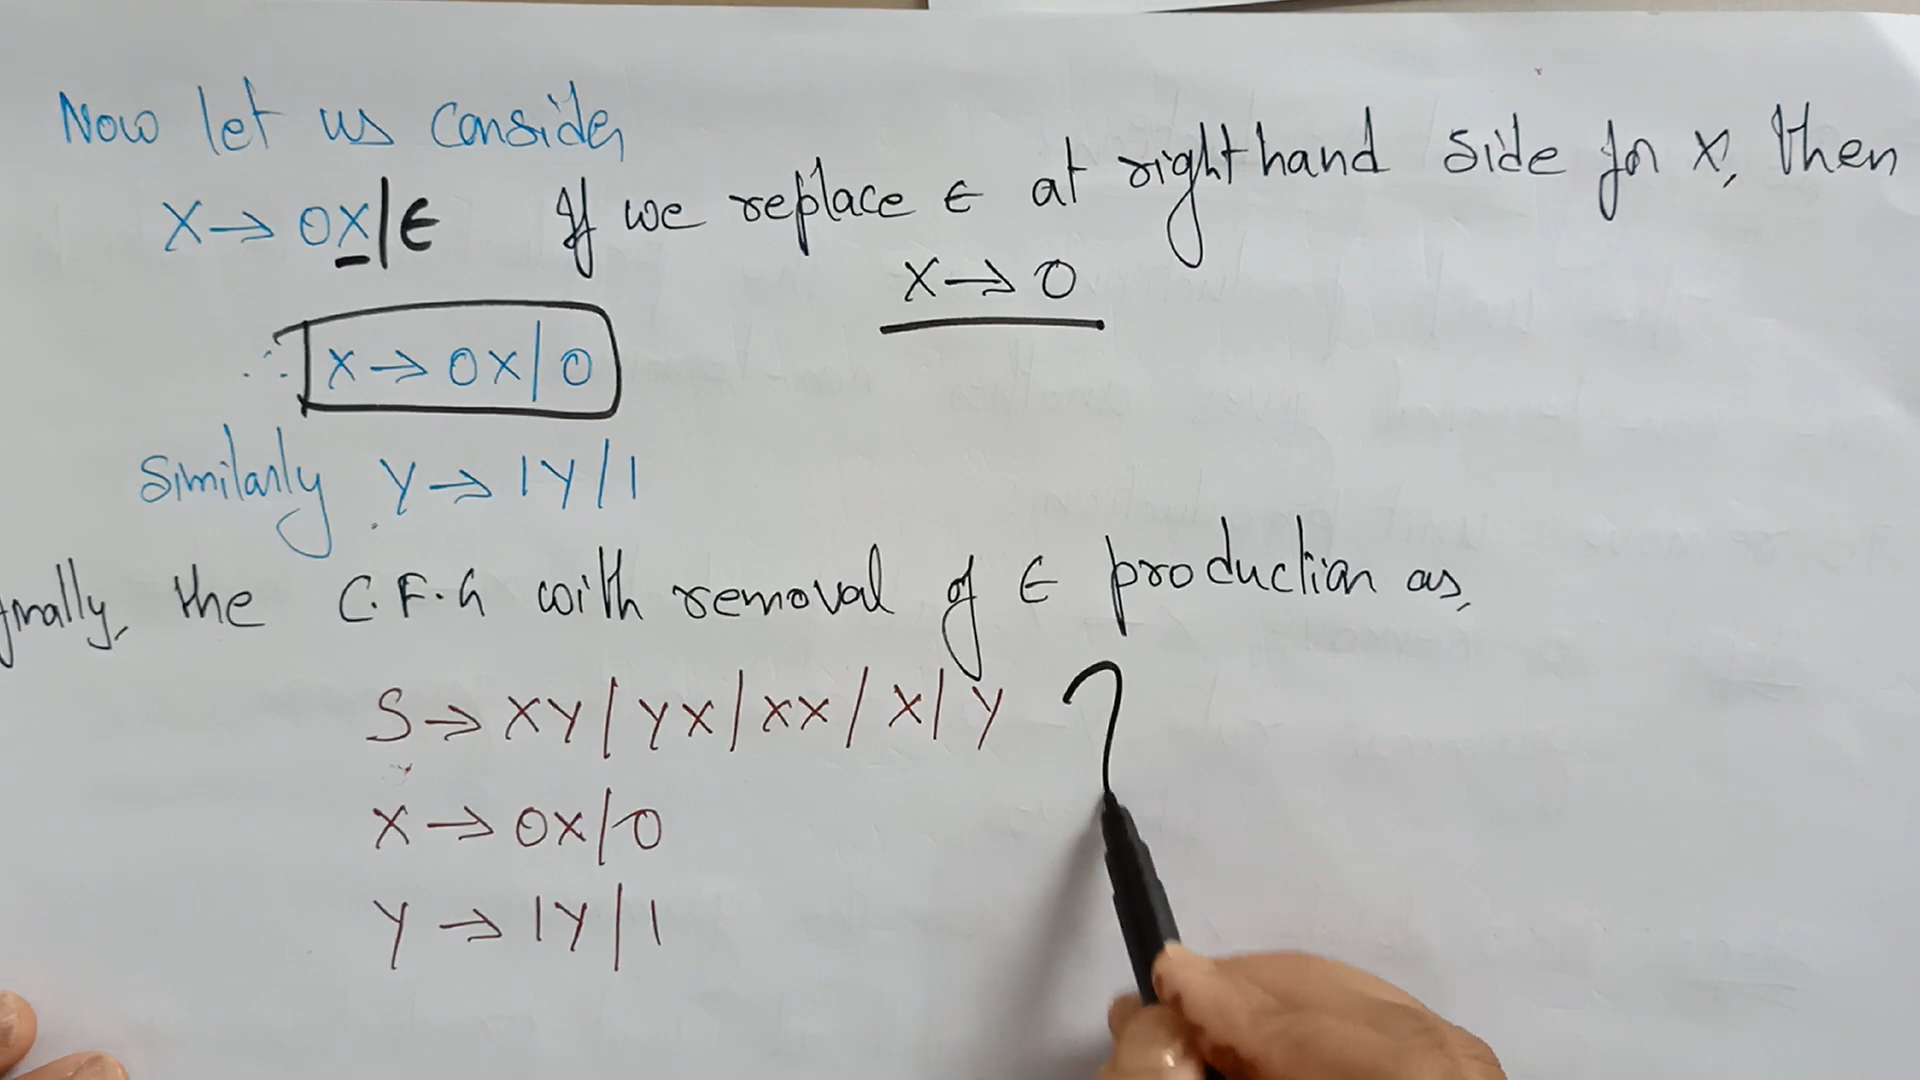 Now let us consider
X → 0X|ϵ If we replace ϵ at right hand side for X, then
X → 0
∴ X → 0X|0
Similarly Y → 1Y/1
finally, the C.F.G with removal of ϵ production as,
S → XY/YX/XX/X/Y
X → 0X/0
Y → 1Y/1